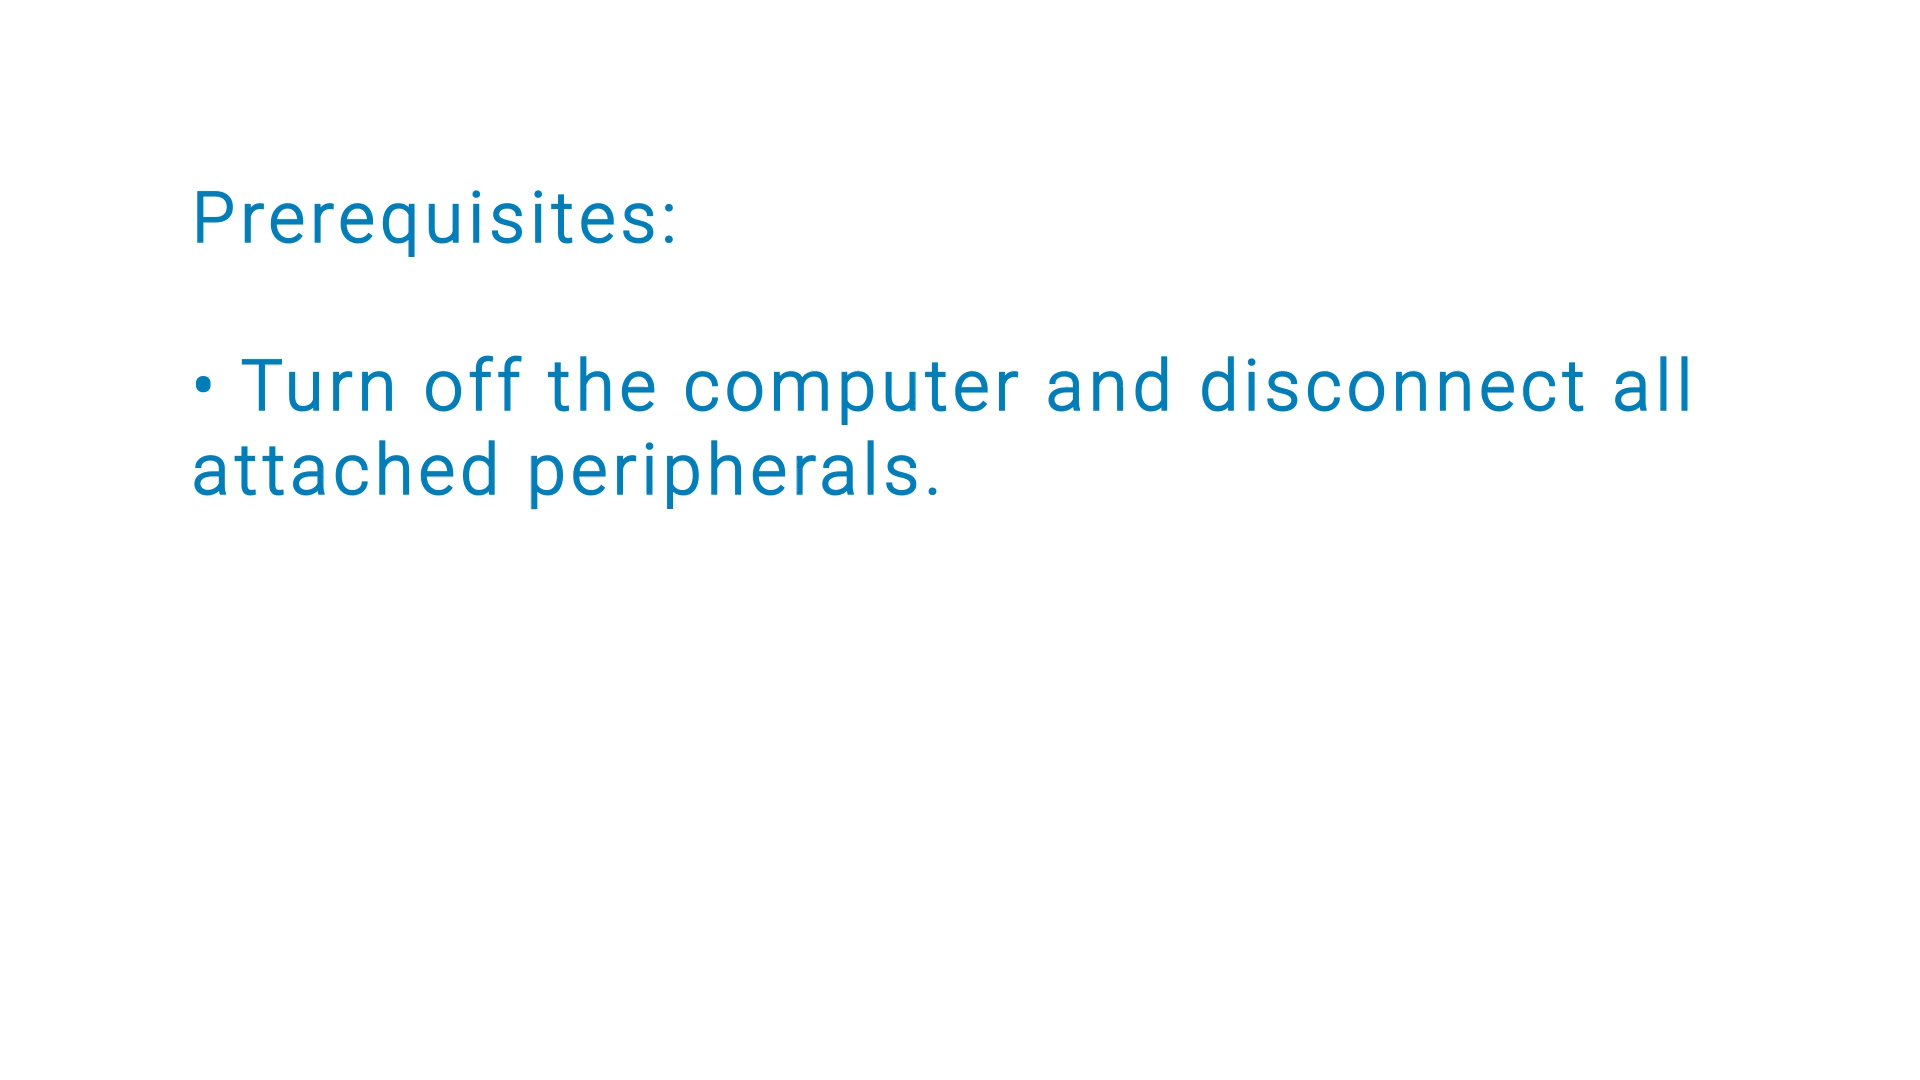 Prerequisites:
• Turn off the computer and disconnect all
attached peripherals.